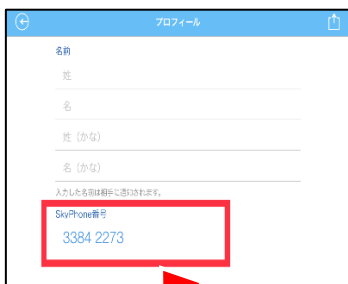 プロフィール
名前
姓
名
姓 (かな)
名 (かな)
入力した名前は相手に通知されます。
SkyPhone番号
3384 2273